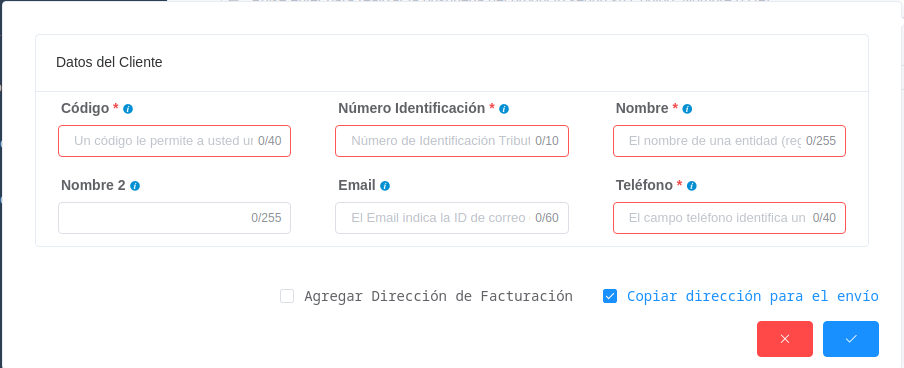 Datos del Cliente
Código * Número Identificación * Nombre *
Un código le permite a usted 0/40 Número de Identificación 0/10 El nombre de una entidad 0/255
Nombre 2 Email Teléfono *
0/255 El Email indica la ID de correo 0/60 El campo teléfono identifica un 0/40
Agregar Dirección de Facturación Copiar dirección para el envío